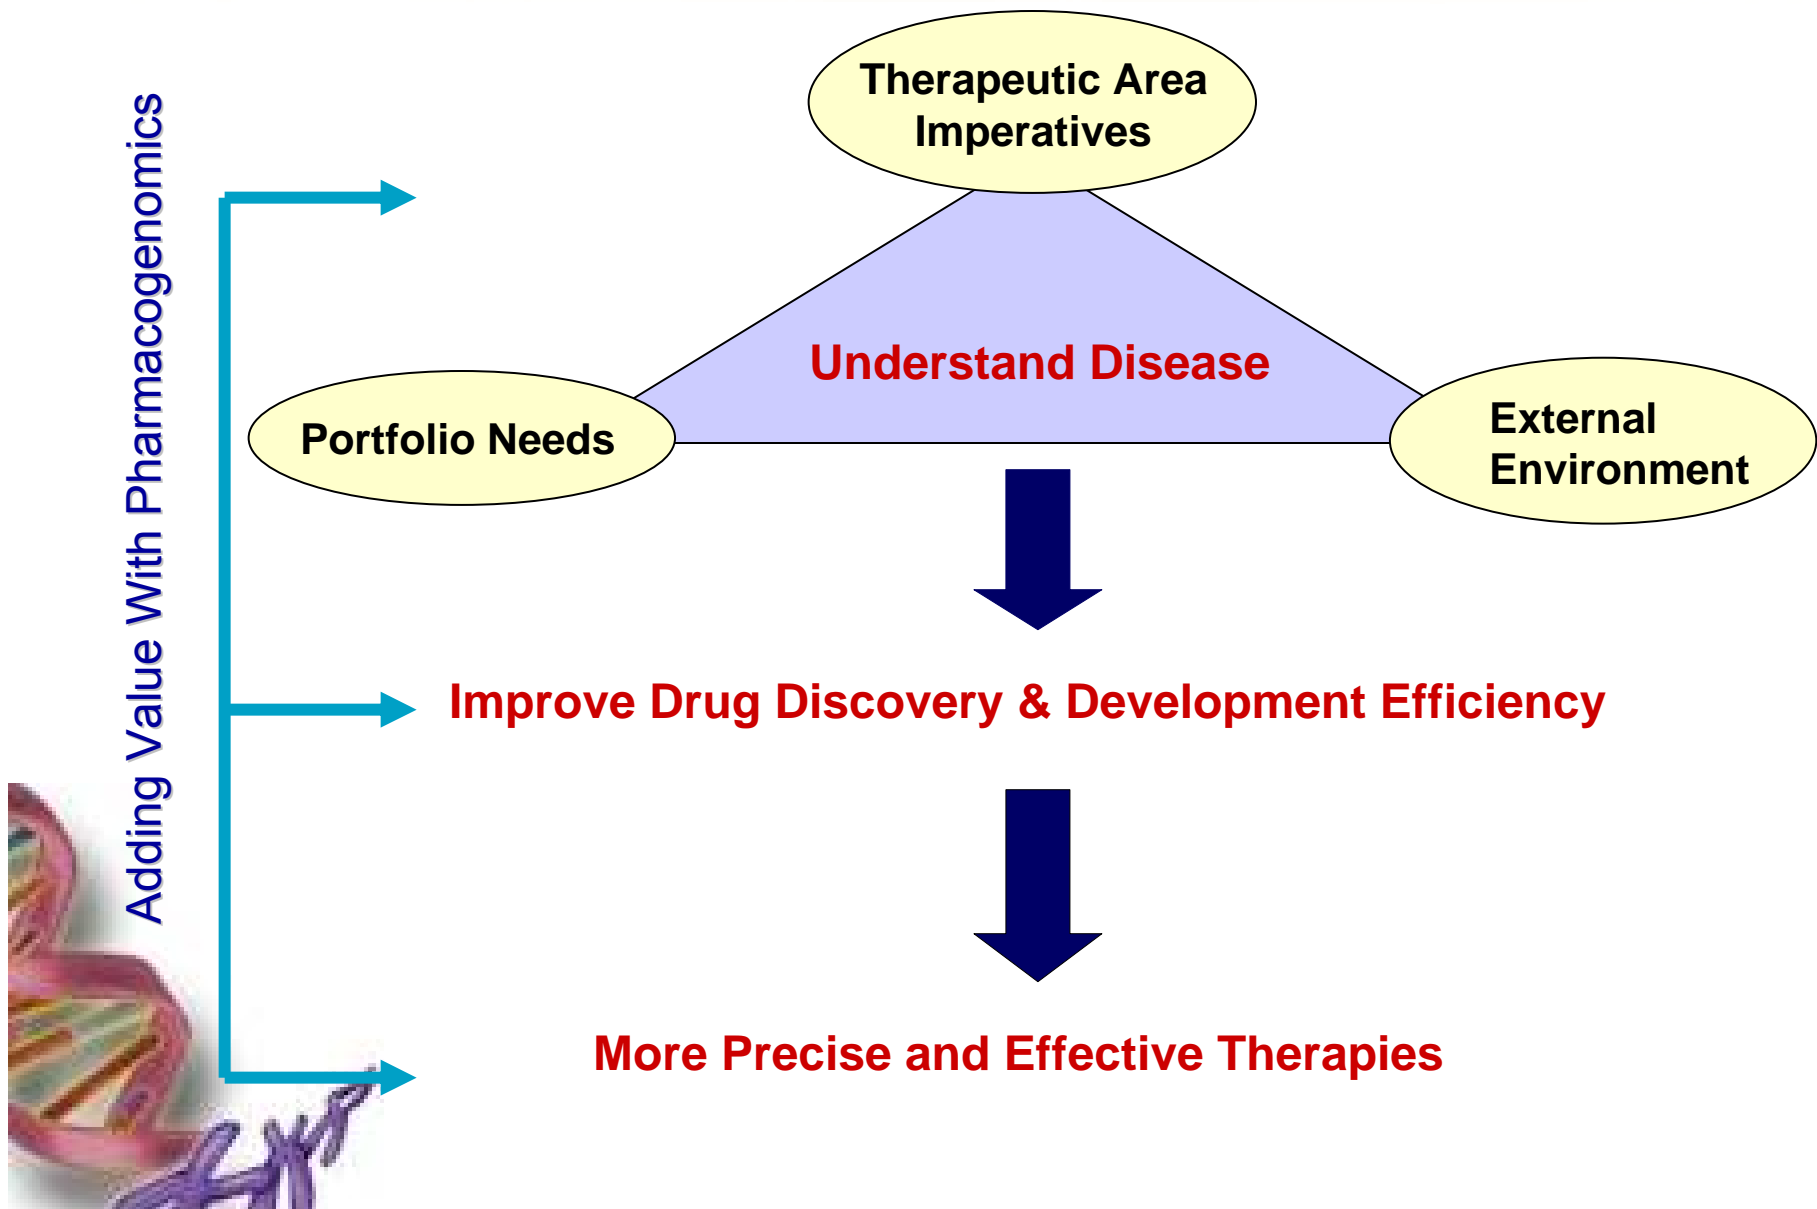 Adding Value With Pharmacogenomics
Therapeutic Area
Imperatives
Understand Disease
Portfolio Needs
External
Environment
Improve Drug Discovery & Development Efficiency
More Precise and Effective Therapies